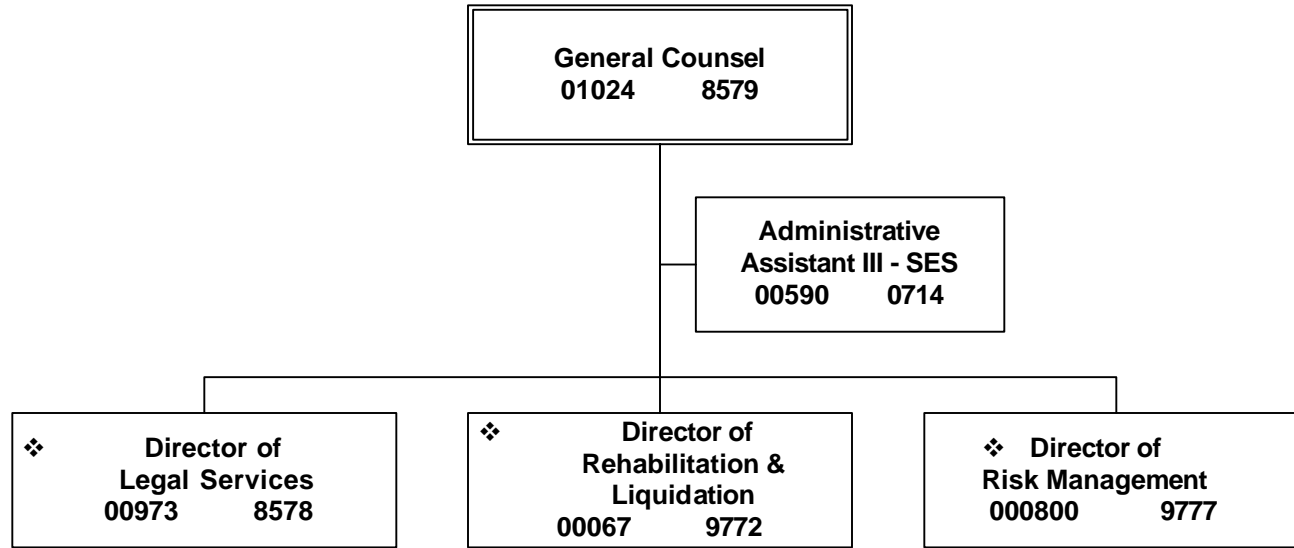 General Counsel
01024 8579
Administrative
Assistant III - SES
00590 0714
❖ Director of
Legal Services
00973 8578
❖ Director of
Rehabilitation &
Liquidation
00067 9772
❖ Director of
Risk Management
000800 9777